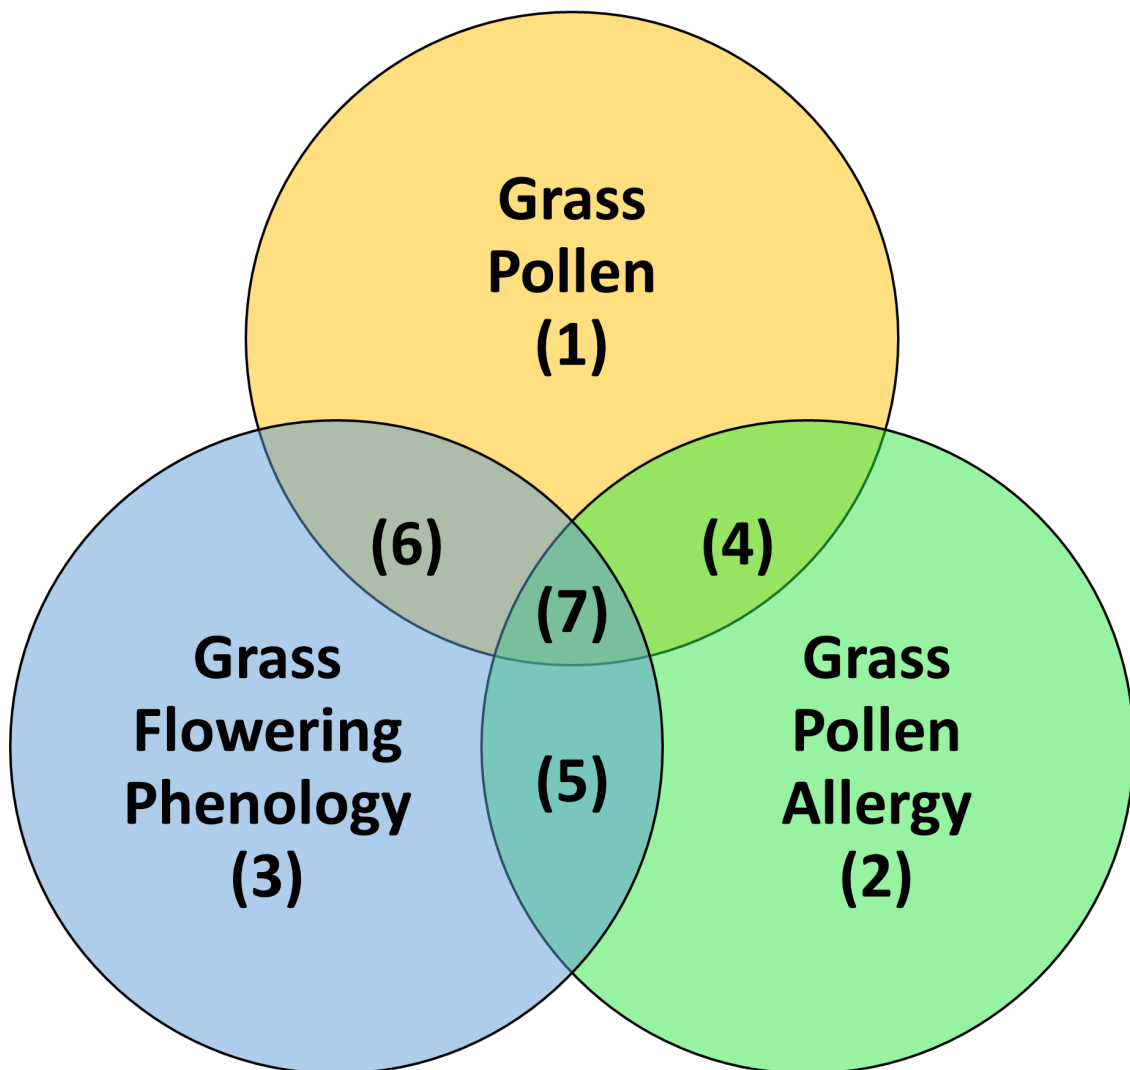 Grass
Pollen
(1)
(6)
(4)
(7)
Grass
Flowering
Phenology
(3)
(5)
Grass
Pollen
Allergy
(2)